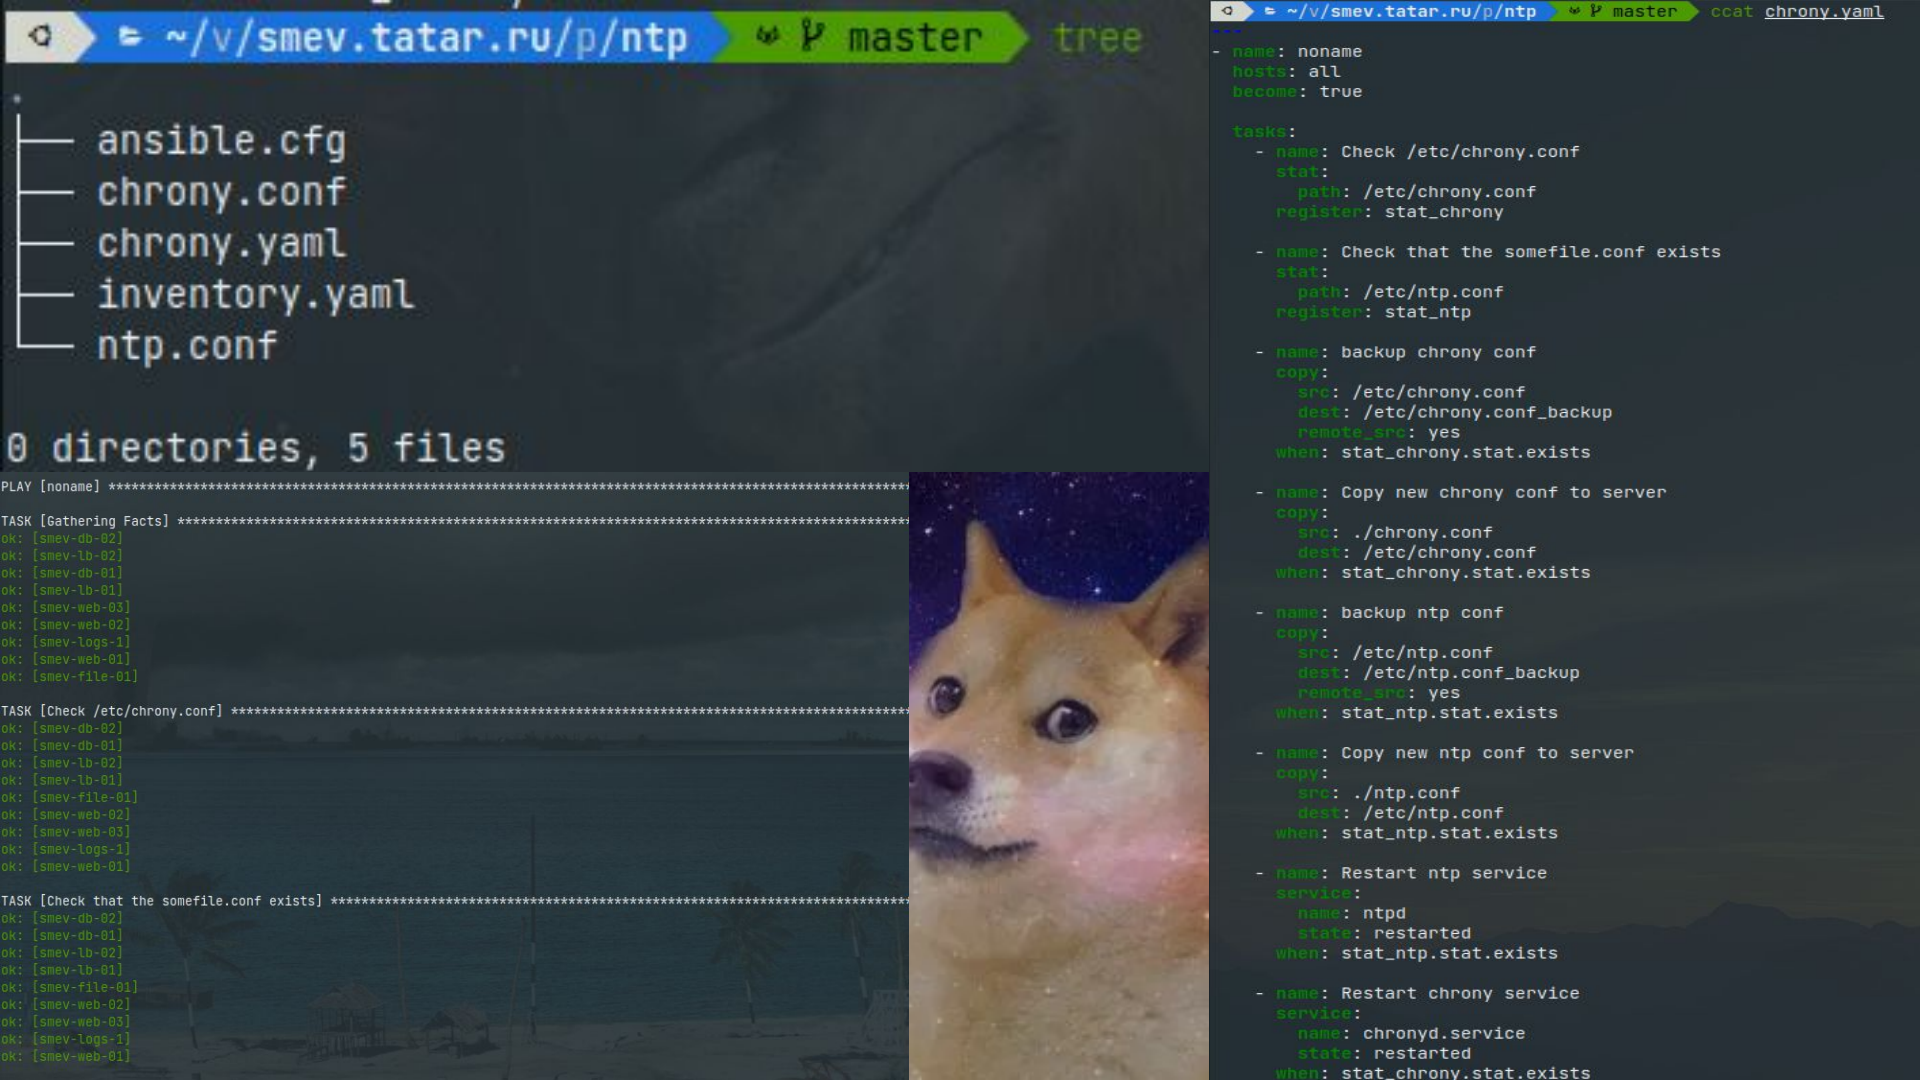 ~/v/smev.tatar.ru/p/ntp master tree
.
ansible.cfg
chrony.conf
chrony.yaml
inventory.yaml
ntp.conf
0 directories, 5 files
PLAY [noname] ****************************************************************************************************
TASK [Gathering Facts] ***********************************************************************************************
ok: [smev-db-02]
ok: [smev-lb-02]
ok: [smev-db-01]
ok: [smev-lb-01]
ok: [smev-web-03]
ok: [smev-web-02]
ok: [smev-logs-1]
ok: [smev-web-01]
ok: [smev-file-01]
TASK [Check /etc/chrony.conf] ****************************************************************************************
ok: [smev-db-02]
ok: [smev-db-01]
ok: [smev-lb-02]
ok: [smev-lb-01]
ok: [smev-file-01]
ok: [smev-web-02]
ok: [smev-web-03]
ok: [smev-logs-1]
ok: [smev-web-01]
TASK [Check that the somefile.conf exists] ***************************************************************************
ok: [smev-db-02]
ok: [smev-db-01]
ok: [smev-lb-02]
ok: [smev-lb-01]
ok: [smev-file-01]
ok: [smev-web-02]
ok: [smev-web-03]
ok: [smev-logs-1]
ok: [smev-web-01]
~/v/smev.tatar.ru/p/ntp master ccat chrony.yaml
---
- name: noname
hosts: all
become: true
tasks:
- name: Check /etc/chrony.conf
stat:
path: /etc/chrony.conf
register: stat_chrony
- name: Check that the somefile.conf exists
stat:
path: /etc/ntp.conf
register: stat_ntp
- name: backup chrony conf
copy:
src: /etc/chrony.conf
dest: /etc/chrony.conf_backup
remote_src: yes
when: stat_chrony.stat.exists
- name: Copy new chrony conf to server
copy:
src: ./chrony.conf
dest: /etc/chrony.conf
when: stat_chrony.stat.exists
- name: backup ntp conf
copy:
src: /etc/ntp.conf
dest: /etc/ntp.conf_backup
remote_src: yes
when: stat_ntp.stat.exists
- name: Copy new ntp conf to server
copy:
src: ./ntp.conf
dest: /etc/ntp.conf
when: stat_ntp.stat.exists
- name: Restart ntp service
service:
name: ntpd
state: restarted
when: stat_ntp.stat.exists
- name: Restart chrony service
service:
name: chronyd.service
state: restarted
when: stat_chrony.stat.exists